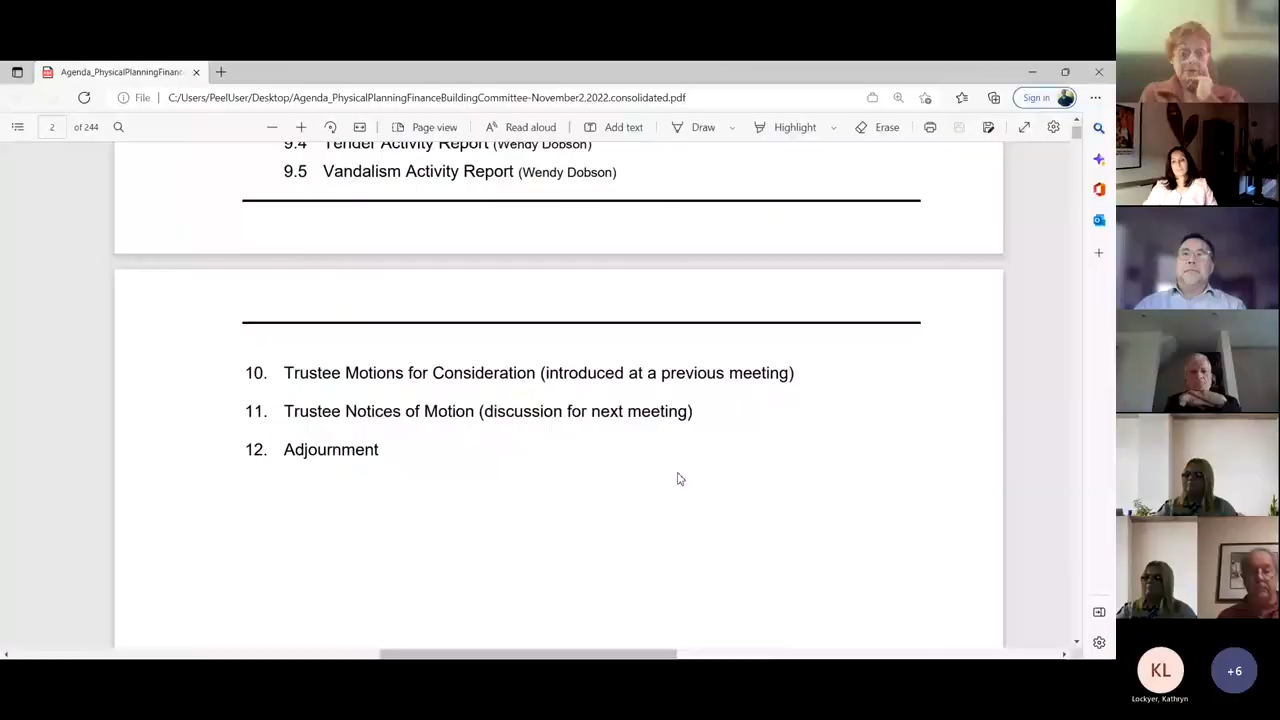 Agenda_PhysicalPlanningFinanc
File C:/Users/PeelUser/Desktop/Agenda_PhysicalPlanningFinanceBuildingCommittee-November2,2022.consolidated.pdf Sign in
2 of 244 Page view Read aloud Add text Draw Highlight Erase
9.4 Tender Activity Report (Wendy Dobson)
9.5 Vandalism Activity Report (Wendy Dobson)
10. Trustee Motions for Consideration (introduced at a previous meeting)
11. Trustee Notices of Motion (discussion for next meeting)
12. Adjournment
KL +6
Lockyer, Kathryn